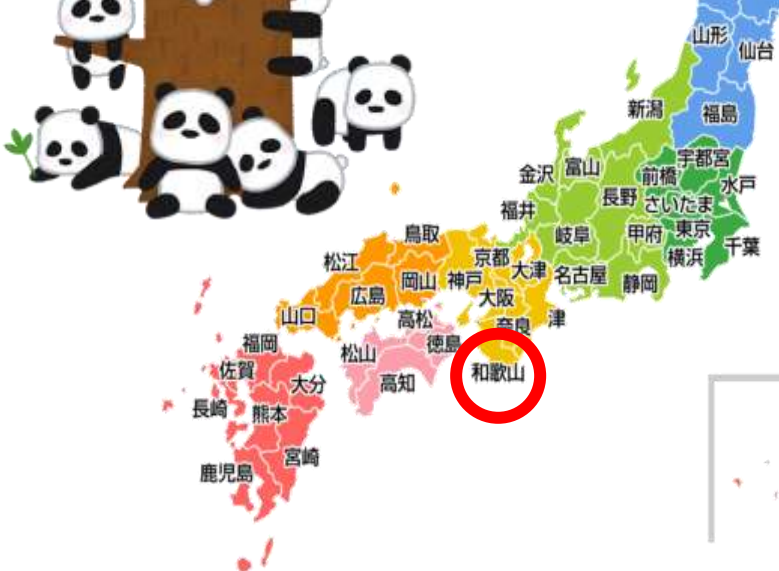 山形
仙台
新潟
福島
宇都宮
金沢
富山
前橋
水戸
長野
さいたま
福井
岐阜
甲府
東京
千葉
鳥取
京都
横浜
松江
大津
名古屋
岡山
神戸
静岡
広島
大阪
山口
高松
奈良
津
福岡
松山
徳島
佐賀
大分
高知
和歌山
長崎
熊本
宮崎
鹿児島